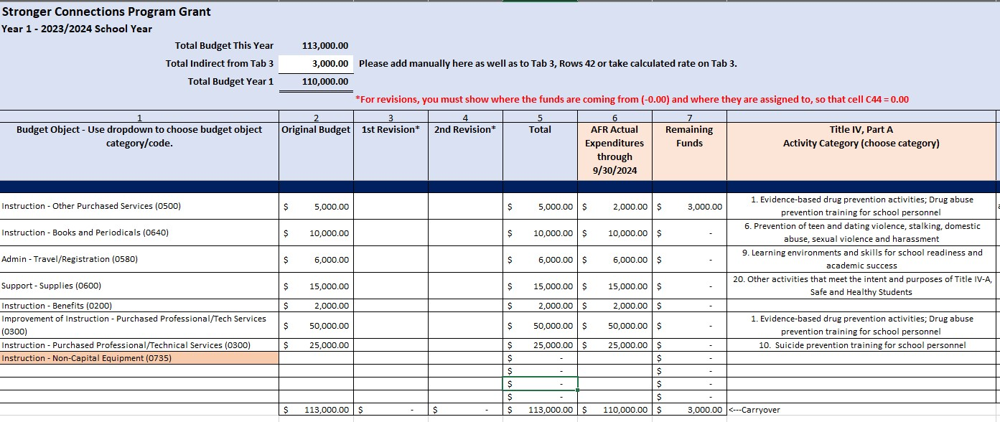 Stronger Connections Program Grant
Year 1 - 2023/2024 School Year
Total Budget This Year 113,000.00
Total Indirect from Tab 3 3,000.00 Please add manually here as well as to Tab 3, Rows 42 or take calculated rate on Tab 3.
Total Budget Year 1 110,000.00
*For revisions, you must show where the funds are coming from (-0.00) and where they are assigned to, so that cell C44 = 0.00
1 2 3 4 5 6 7
Budget Object - Use dropdown to choose budget object
category/code.
Original Budget
1st Revision*
2nd Revision*
Total
AFR Actual
Expenditures
through
9/30/2024
Remaining
Funds
Title IV, Part A
Activity Category (choose category)
Instruction - Other Purchased Services (0500) $ 5,000.00 $ 5,000.00 $ 2,000.00 $ 3,000.00
1. Evidence-based drug prevention activities; Drug abuse
prevention training for school personnel
Instruction - Books and Periodicals (0640) $ 10,000.00 $ 10,000.00 $ 10,000.00 $ -
6. Prevention of teen and dating violence, stalking, domestic
abuse, sexual violence and harassment
Admin - Travel/Registration (0580) $ 6,000.00 $ 6,000.00 $ 6,000.00 $ -
9. Learning environments and skills for school readiness and
academic success
Support - Supplies (0600) $ 15,000.00 $ 15,000.00 $ 15,000.00 $ -
20. Other activities that meet the intent and purposes of Title IV-A,
Safe and Healthy Students
Instruction - Benefits (0200) $ 2,000.00 $ 2,000.00 $ 2,000.00 $ -
Improvement of Instruction - Purchased Professional/Tech Services
(0300)
$ 50,000.00 $ 50,000.00 $ 50,000.00 $ -
1. Evidence-based drug prevention activities; Drug abuse
prevention training for school personnel
Instruction - Purchased Professional/Technical Services (0300) $ 25,000.00 $ 25,000.00 $ 25,000.00 $ - 10. Suicide prevention training for school personnel
Instruction - Non-Capital Equipment (0735) $ - $ -
$ - $ -
$ - $ -
$ - $ -
$ 113,000.00 $ - $ - $ 113,000.00 $ 110,000.00 $ 3,000.00 <---Carryover